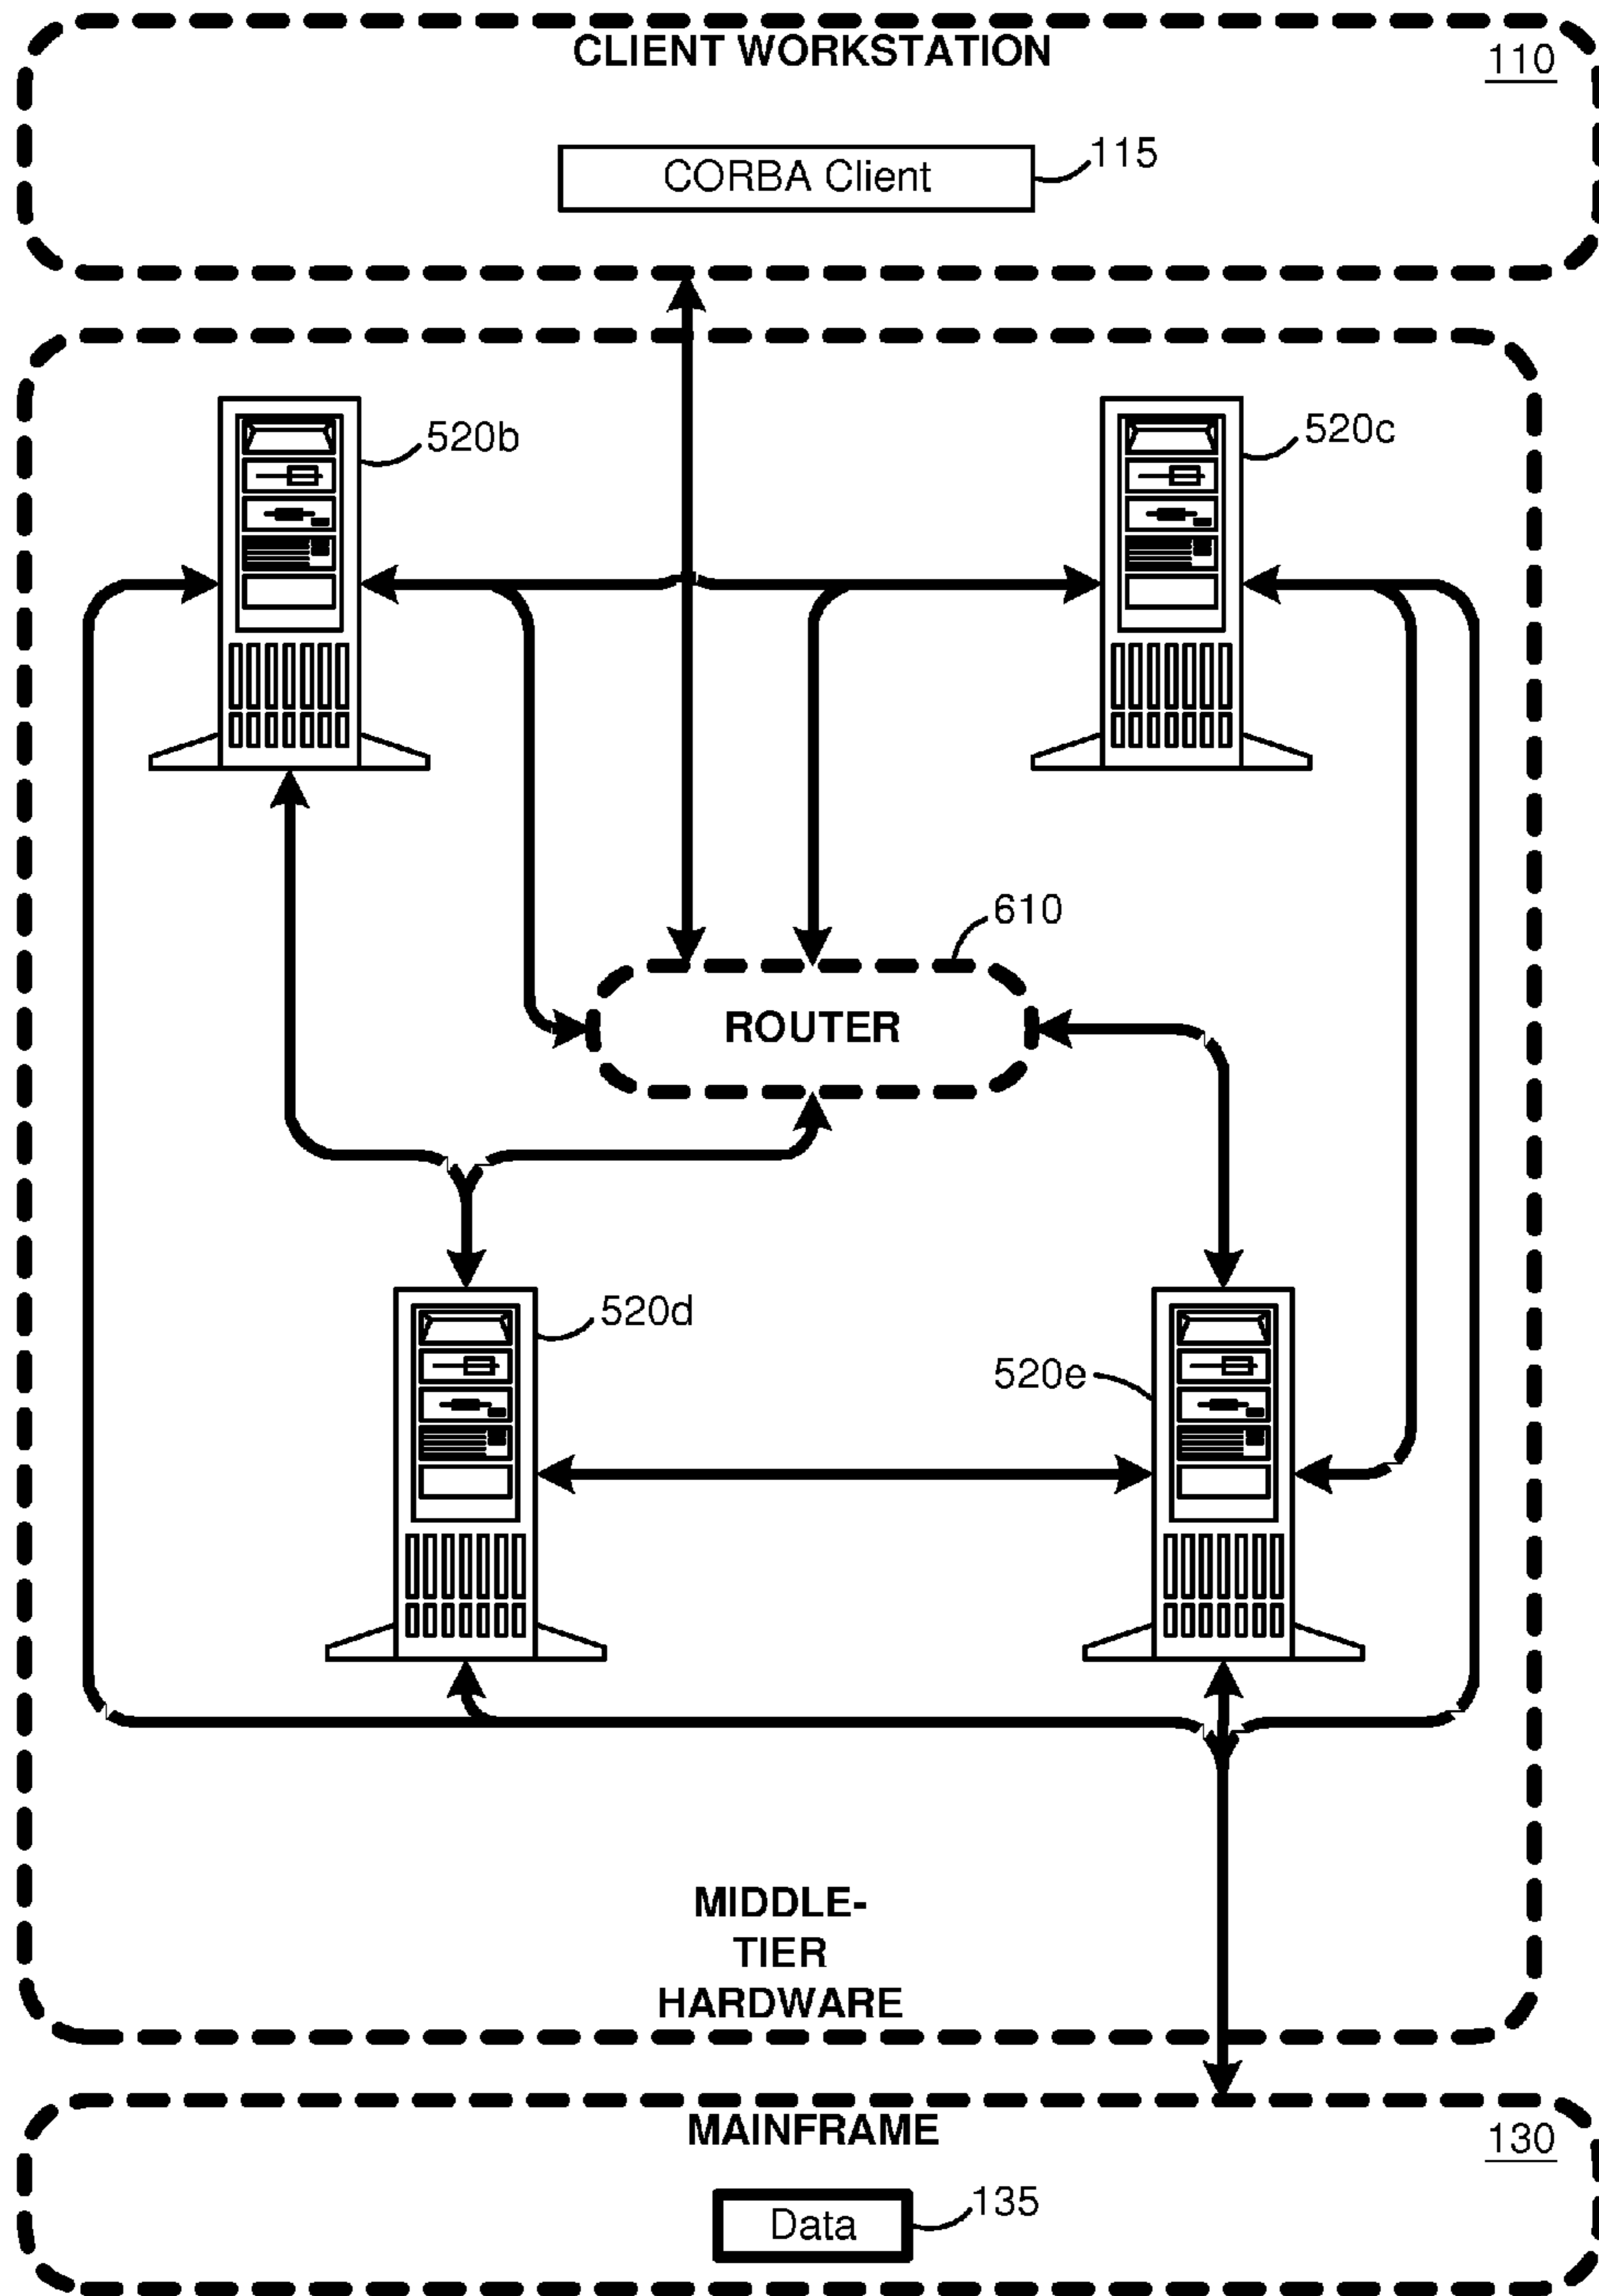 CLIENT WORKSTATION
110
CORBA Client
115
520b
520c
610
ROUTER
520d
520e
MIDDLE-
TIER
HARDWARE
MAINFRAME
130
Data
135